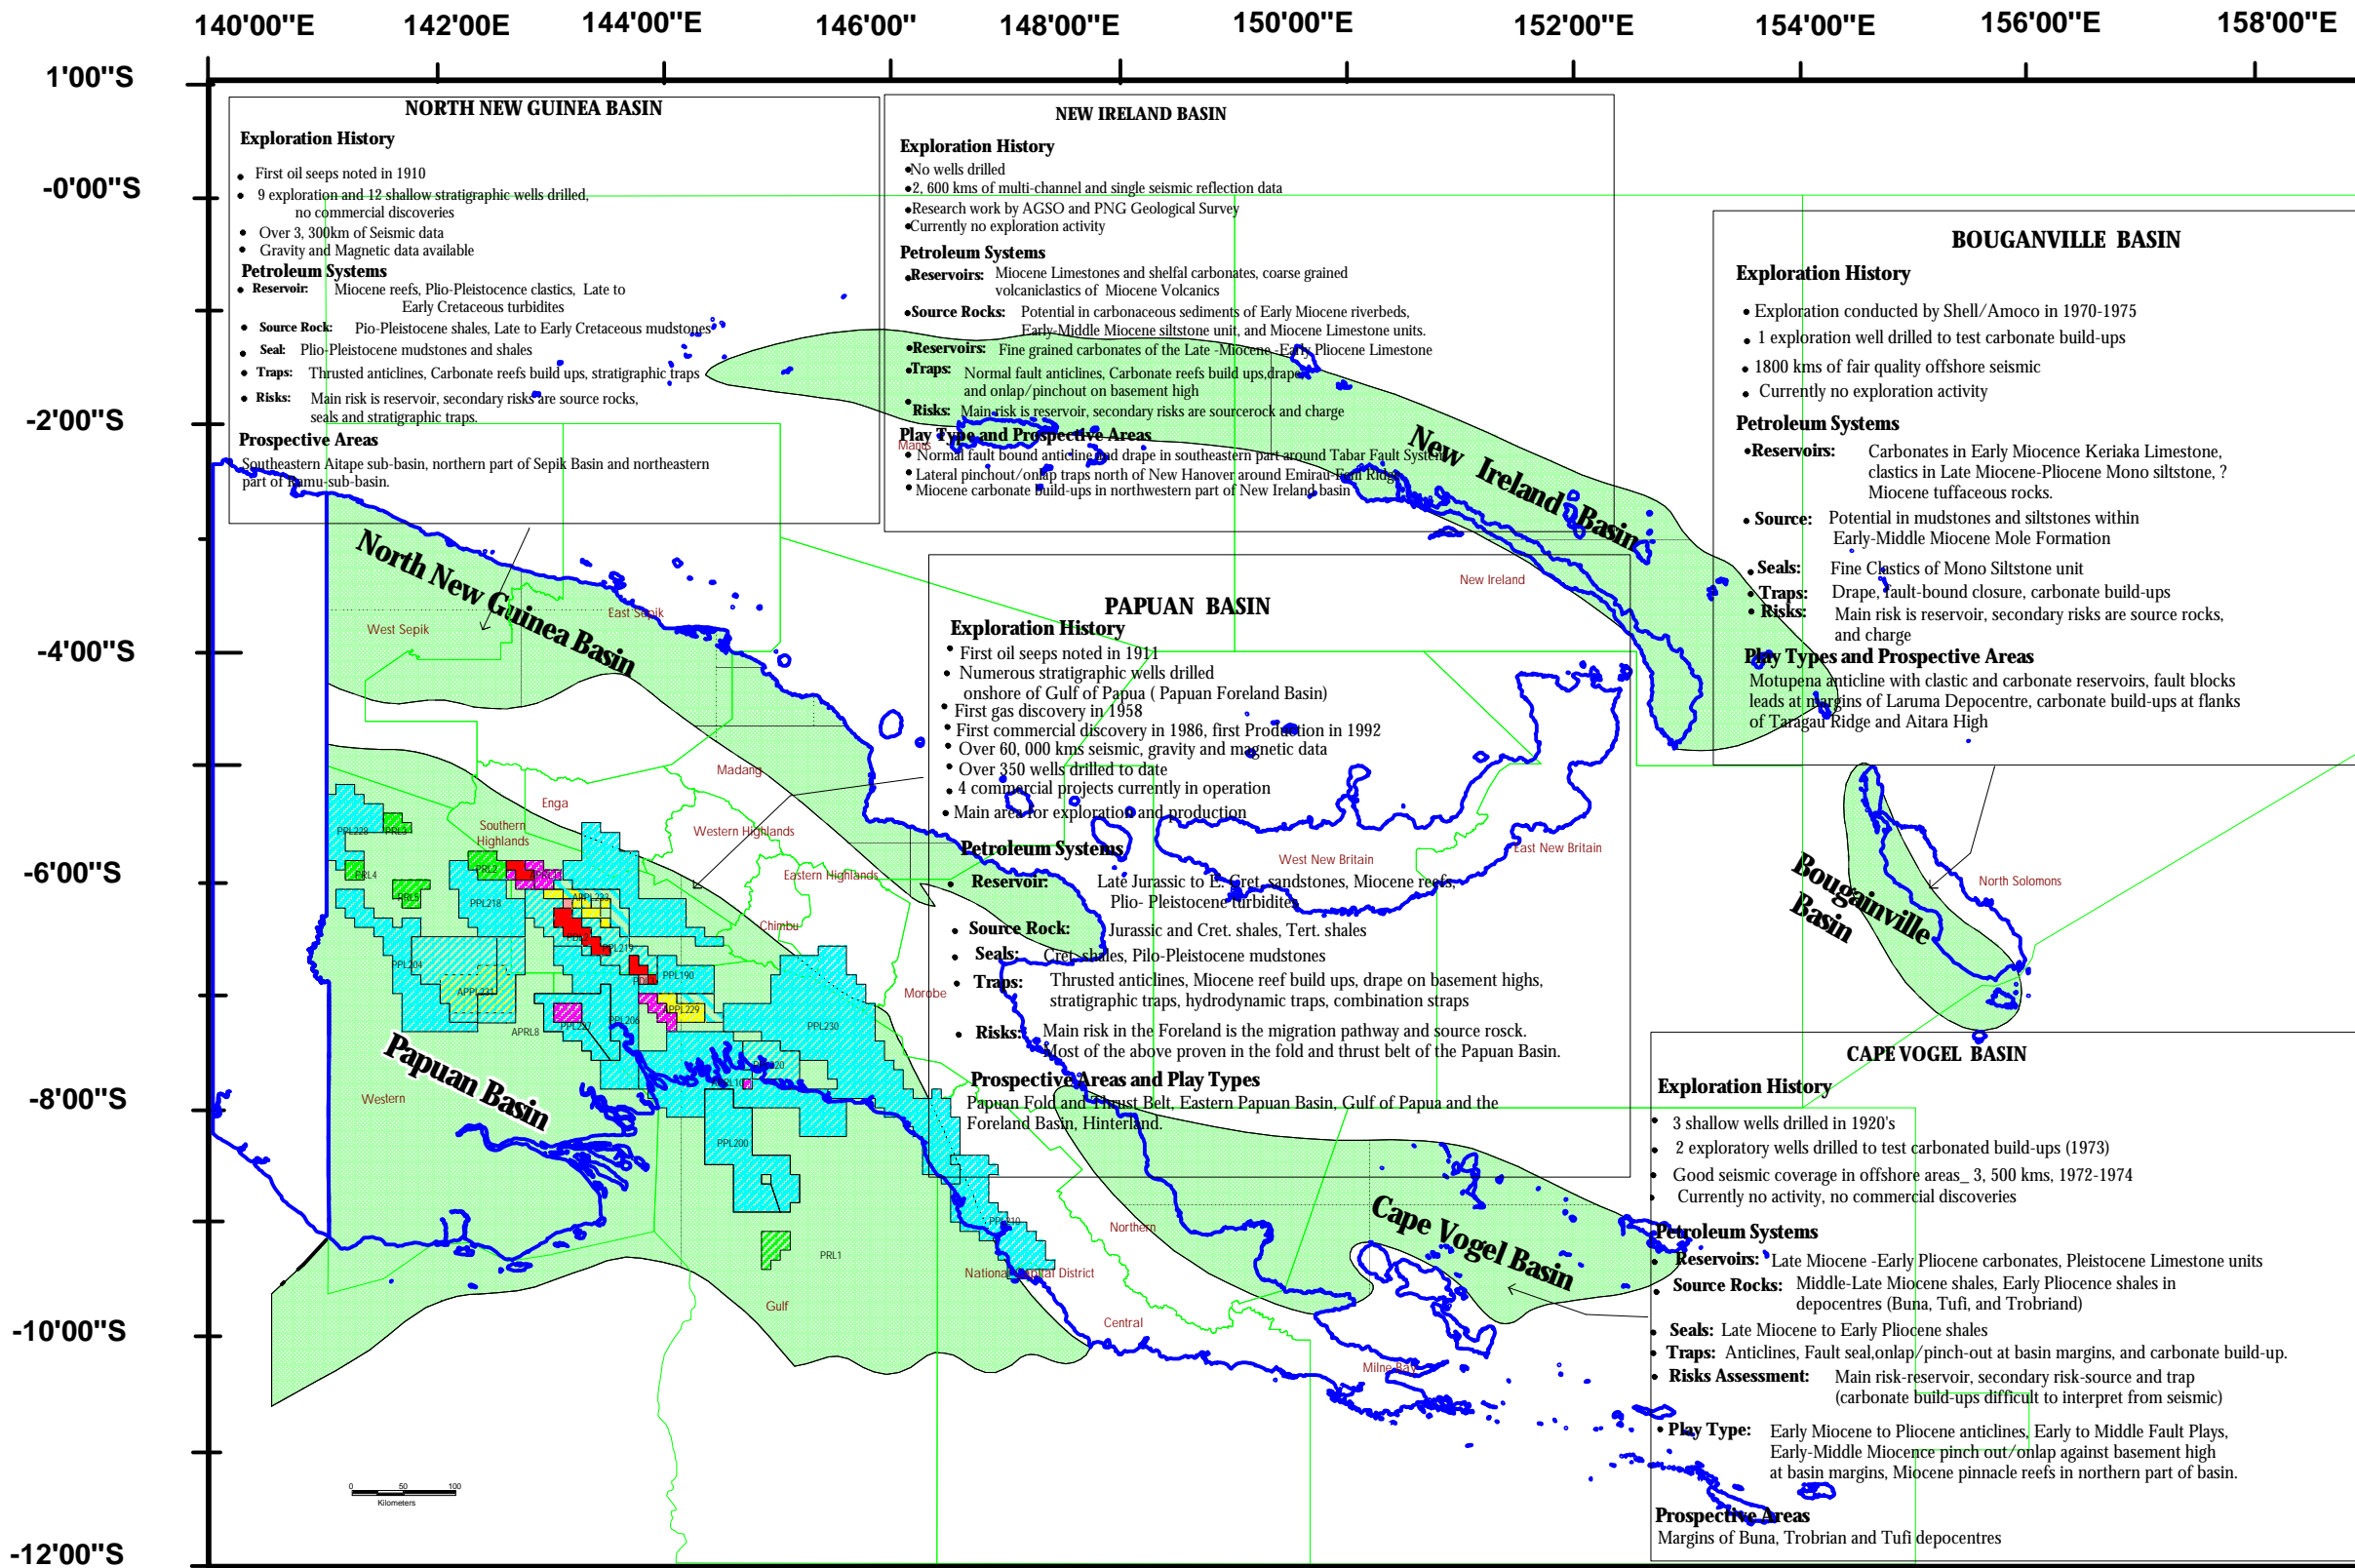 140'00"E 142'00"E 144'00"E 146'00" 148'00"E 150'00"E 152'00"E 154'00"E 156'00"E 158'00"E
1'00"S
-0'00"S
-2'00"S
-4'00"S
-6'00"S
-8'00"S
-10'00"S
-12'00"S
NORTH NEW GUINEA BASIN
Exploration History
• First oil seeps noted in 1910
• 9 exploration and 12 shallow stratigraphic wells drilled,
no commercial discoveries
• Over 3, 300km of Seismic data
• Gravity and Magnetic data available
Petroleum Systems
• Reservoir: Miocene reefs, Plio-Pleistocence clastics, Late to
Early Cretaceous turbidites
• Source Rock: Pio-Pleistocene shales, Late to Early Cretaceous mudstones
• Seal: Plio-Pleistocene mudstones and shales
• Traps: Thrusted anticlines, Carbonate reefs build ups, stratigraphic traps
• Risks: Main risk is reservoir, secondary risks are source rocks,
seals and stratigraphic traps.
Prospective Areas
Southeastern Aitape sub-basin, northern part of Sepik Basin and northeastern
part of Ramu-sub-basin.
NEW IRELAND BASIN
Exploration History
•No wells drilled
•2, 600 kms of multi-channel and single seismic reflection data
•Research work by AGSO and PNG Geological Survey
•Currently no exploration activity
Petroleum Systems
•Reservoirs: Miocene Limestones and shelfal carbonates, coarse grained
volcaniclastics of Miocene Volcanics
•Source Rocks: Potential in carbonaceous sediments of Early Miocene riverbeds,
Early-Middle Miocene siltstone unit, and Miocene Limestone units.
•Reservoirs: Fine grained carbonates of the Late -Miocene -Early Pliocene Limestone
•Traps: Normal fault anticlines, Carbonate reefs build ups,drape
and onlap/pinchout on basement high
• Risks: Main risk is reservoir, secondary risks are sourcerock and charge
Play Type and Prospective Areas
• Normal fault bound anticline and drape in southeastern part around Tabar Fault System
• Lateral pinchout/onlap traps north of New Hanover around Emirau-Feni Ridge
• Miocene carbonate build-ups in northwestern part of New Ireland basin
BOUGANVILLE BASIN
Exploration History
• Exploration conducted by Shell/Amoco in 1970-1975
• 1 exploration well drilled to test carbonate build-ups
• 1800 kms of fair quality offshore seismic
• Currently no exploration activity
Petroleum Systems
•Reservoirs: Carbonates in Early Miocence Keriaka Limestone,
clastics in Late Miocene-Pliocene Mono siltstone, ?
Miocene tuffaceous rocks.
• Source: Potential in mudstones and siltstones within
Early-Middle Miocene Mole Formation
• Seals: Fine Clastics of Mono Siltstone unit
• Traps: Drape, fault-bound closure, carbonate build-ups
• Risks: Main risk is reservoir, secondary risks are source rocks,
and charge
Play Types and Prospective Areas
Motupena anticline with clastic and carbonate reservoirs, fault blocks
leads at margins of Laruma Depocentre, carbonate build-ups at flanks
of Taragau Ridge and Aitara High
PAPUAN BASIN
Exploration History
• First oil seeps noted in 1911
• Numerous stratigraphic wells drilled
onshore of Gulf of Papua ( Papuan Foreland Basin)
• First gas discovery in 1958
• First commercial discovery in 1986, first Production in 1992
• Over 60, 000 kms seismic, gravity and magnetic data
• Over 350 wells drilled to date
• 4 commercial projects currently in operation
• Main area for exploration and production
Petroleum Systems
• Reservoir: Late Jurassic to E. Cret. sandstones, Miocene reefs,
Plio- Pleistocene turbidites
• Source Rock: Jurassic and Cret. shales, Tert. shales
• Seals: Cret. shales, Pilo-Pleistocene mudstones
• Traps: Thrusted anticlines, Miocene reef build ups, drape on basement highs,
stratigraphic traps, hydrodynamic traps, combination straps
• Risks: Main risk in the Foreland is the migration pathway and source rosck.
Most of the above proven in the fold and thrust belt of the Papuan Basin.
Prospective Areas and Play Types
Papuan Fold and Thrust Belt, Eastern Papuan Basin, Gulf of Papua and the
Foreland Basin, Hinterland.
CAPE VOGEL BASIN
Exploration History
• 3 shallow wells drilled in 1920's
• 2 exploratory wells drilled to test carbonated build-ups (1973)
• Good seismic coverage in offshore areas_ 3, 500 kms, 1972-1974
• Currently no activity, no commercial discoveries
Petroleum Systems
• Reservoirs: Late Miocene -Early Pliocene carbonates, Pleistocene Limestone units
• Source Rocks: Middle-Late Miocene shales, Early Pliocence shales in
depocentres (Buna, Tufi, and Trobriand)
• Seals: Late Miocene to Early Pliocene shales
• Traps: Anticlines, Fault seal,onlap/pinch-out at basin margins, and carbonate build-up.
• Risks Assessment: Main risk-reservoir, secondary risk-source and trap
(carbonate build-ups difficult to interpret from seismic)
• Play Type: Early Miocene to Pliocene anticlines, Early to Middle Fault Plays,
Early-Middle Miocence pinch out/onlap against basement high
at basin margins, Miocene pinnacle reefs in northern part of basin.
Prospective Areas
Margins of Buna, Trobrian and Tufi depocentres
North New Guinea Basin
New Ireland Basin
Papuan Basin
Bougainville
Basin
Cape Vogel Basin
Manus
West Sepik
East Sepik
New Ireland
Madang
Enga
Southern
Highlands
Western Highlands
Eastern Highlands
Chimbu
Morobe
West New Britain
East New Britain
North Solomons
Western
Gulf
Northern
National Capital District
Central
Milne Bay
PPL228
PRL3
PRL4
PRL2
PRL5
PPL218
APPL233
PPL219
PPL190
PPL204
APPL231
APRL8
PPL227
PPL206
APPL229
PPL230
PPL200
PPL210
PRL1
0 50 100
Kilometers